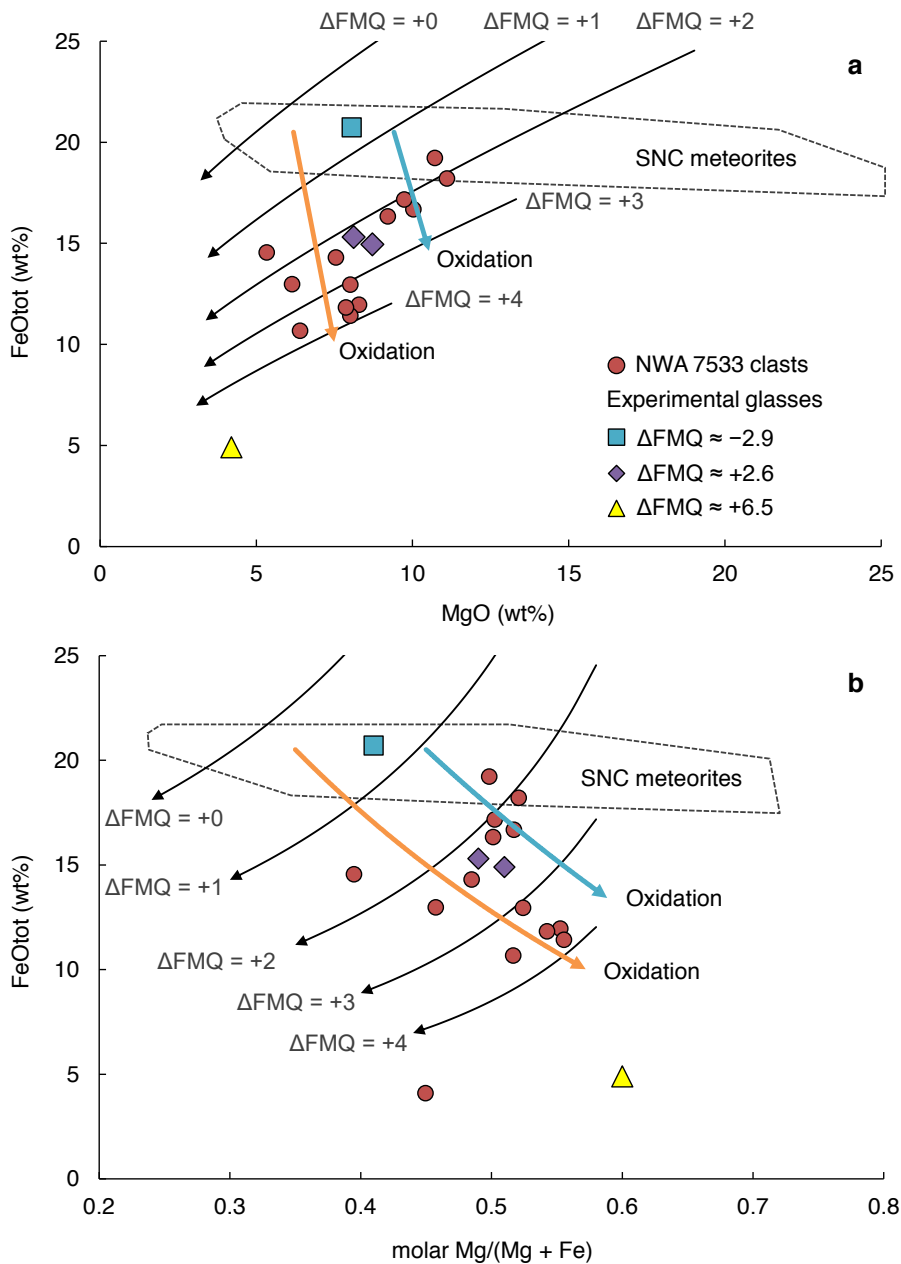 ΔFMQ = +0 ΔFMQ = +1 ΔFMQ = +2
25
a
20
SNC meteorites
ΔFMQ = +3
15
Oxidation
FeOtot (wt%)
ΔFMQ = +4
10
Oxidation
NWA 7533 clasts
Experimental glasses
5
ΔFMQ ≈ −2.9
ΔFMQ ≈ +2.6
ΔFMQ ≈ +6.5
0
0 5 10 15 20 25
MgO (wt%)
25
b
20
SNC meteorites
ΔFMQ = +0
15
ΔFMQ = +1
Oxidation
FeOtot (wt%)
ΔFMQ = +2
Oxidation
10
ΔFMQ = +3
ΔFMQ = +4
5
0
0.2 0.3 0.4 0.5 0.6 0.7 0.8
molar Mg/(Mg + Fe)